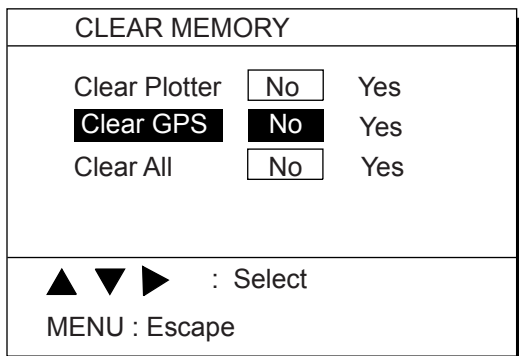 CLEAR MEMORY
Clear Plotter No Yes
Clear GPS No Yes
Clear All No Yes
▲ ▼ ▶ : Select
MENU : Escape